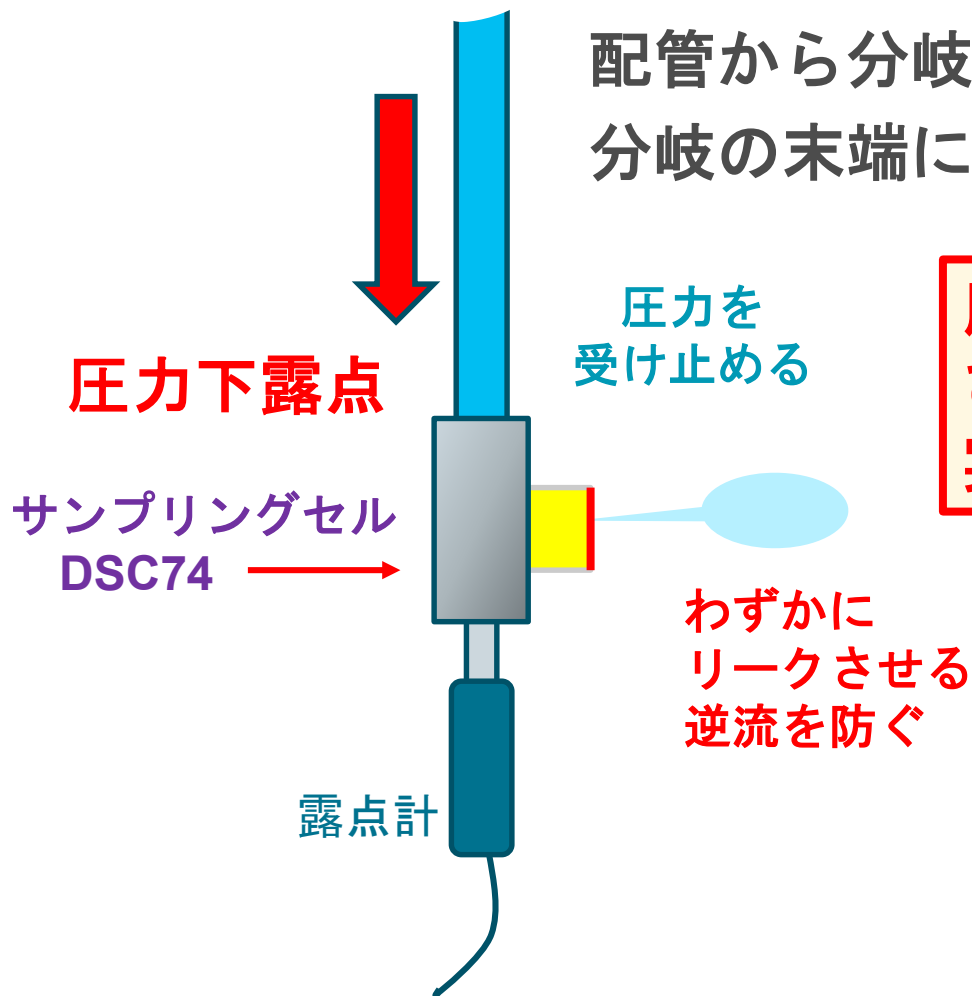 配管から分岐
分岐の末端に
圧力を
受け止める
圧力下露点
サンプリングセル
DSC74
わずかに
リークさせる
逆流を防ぐ
露点計